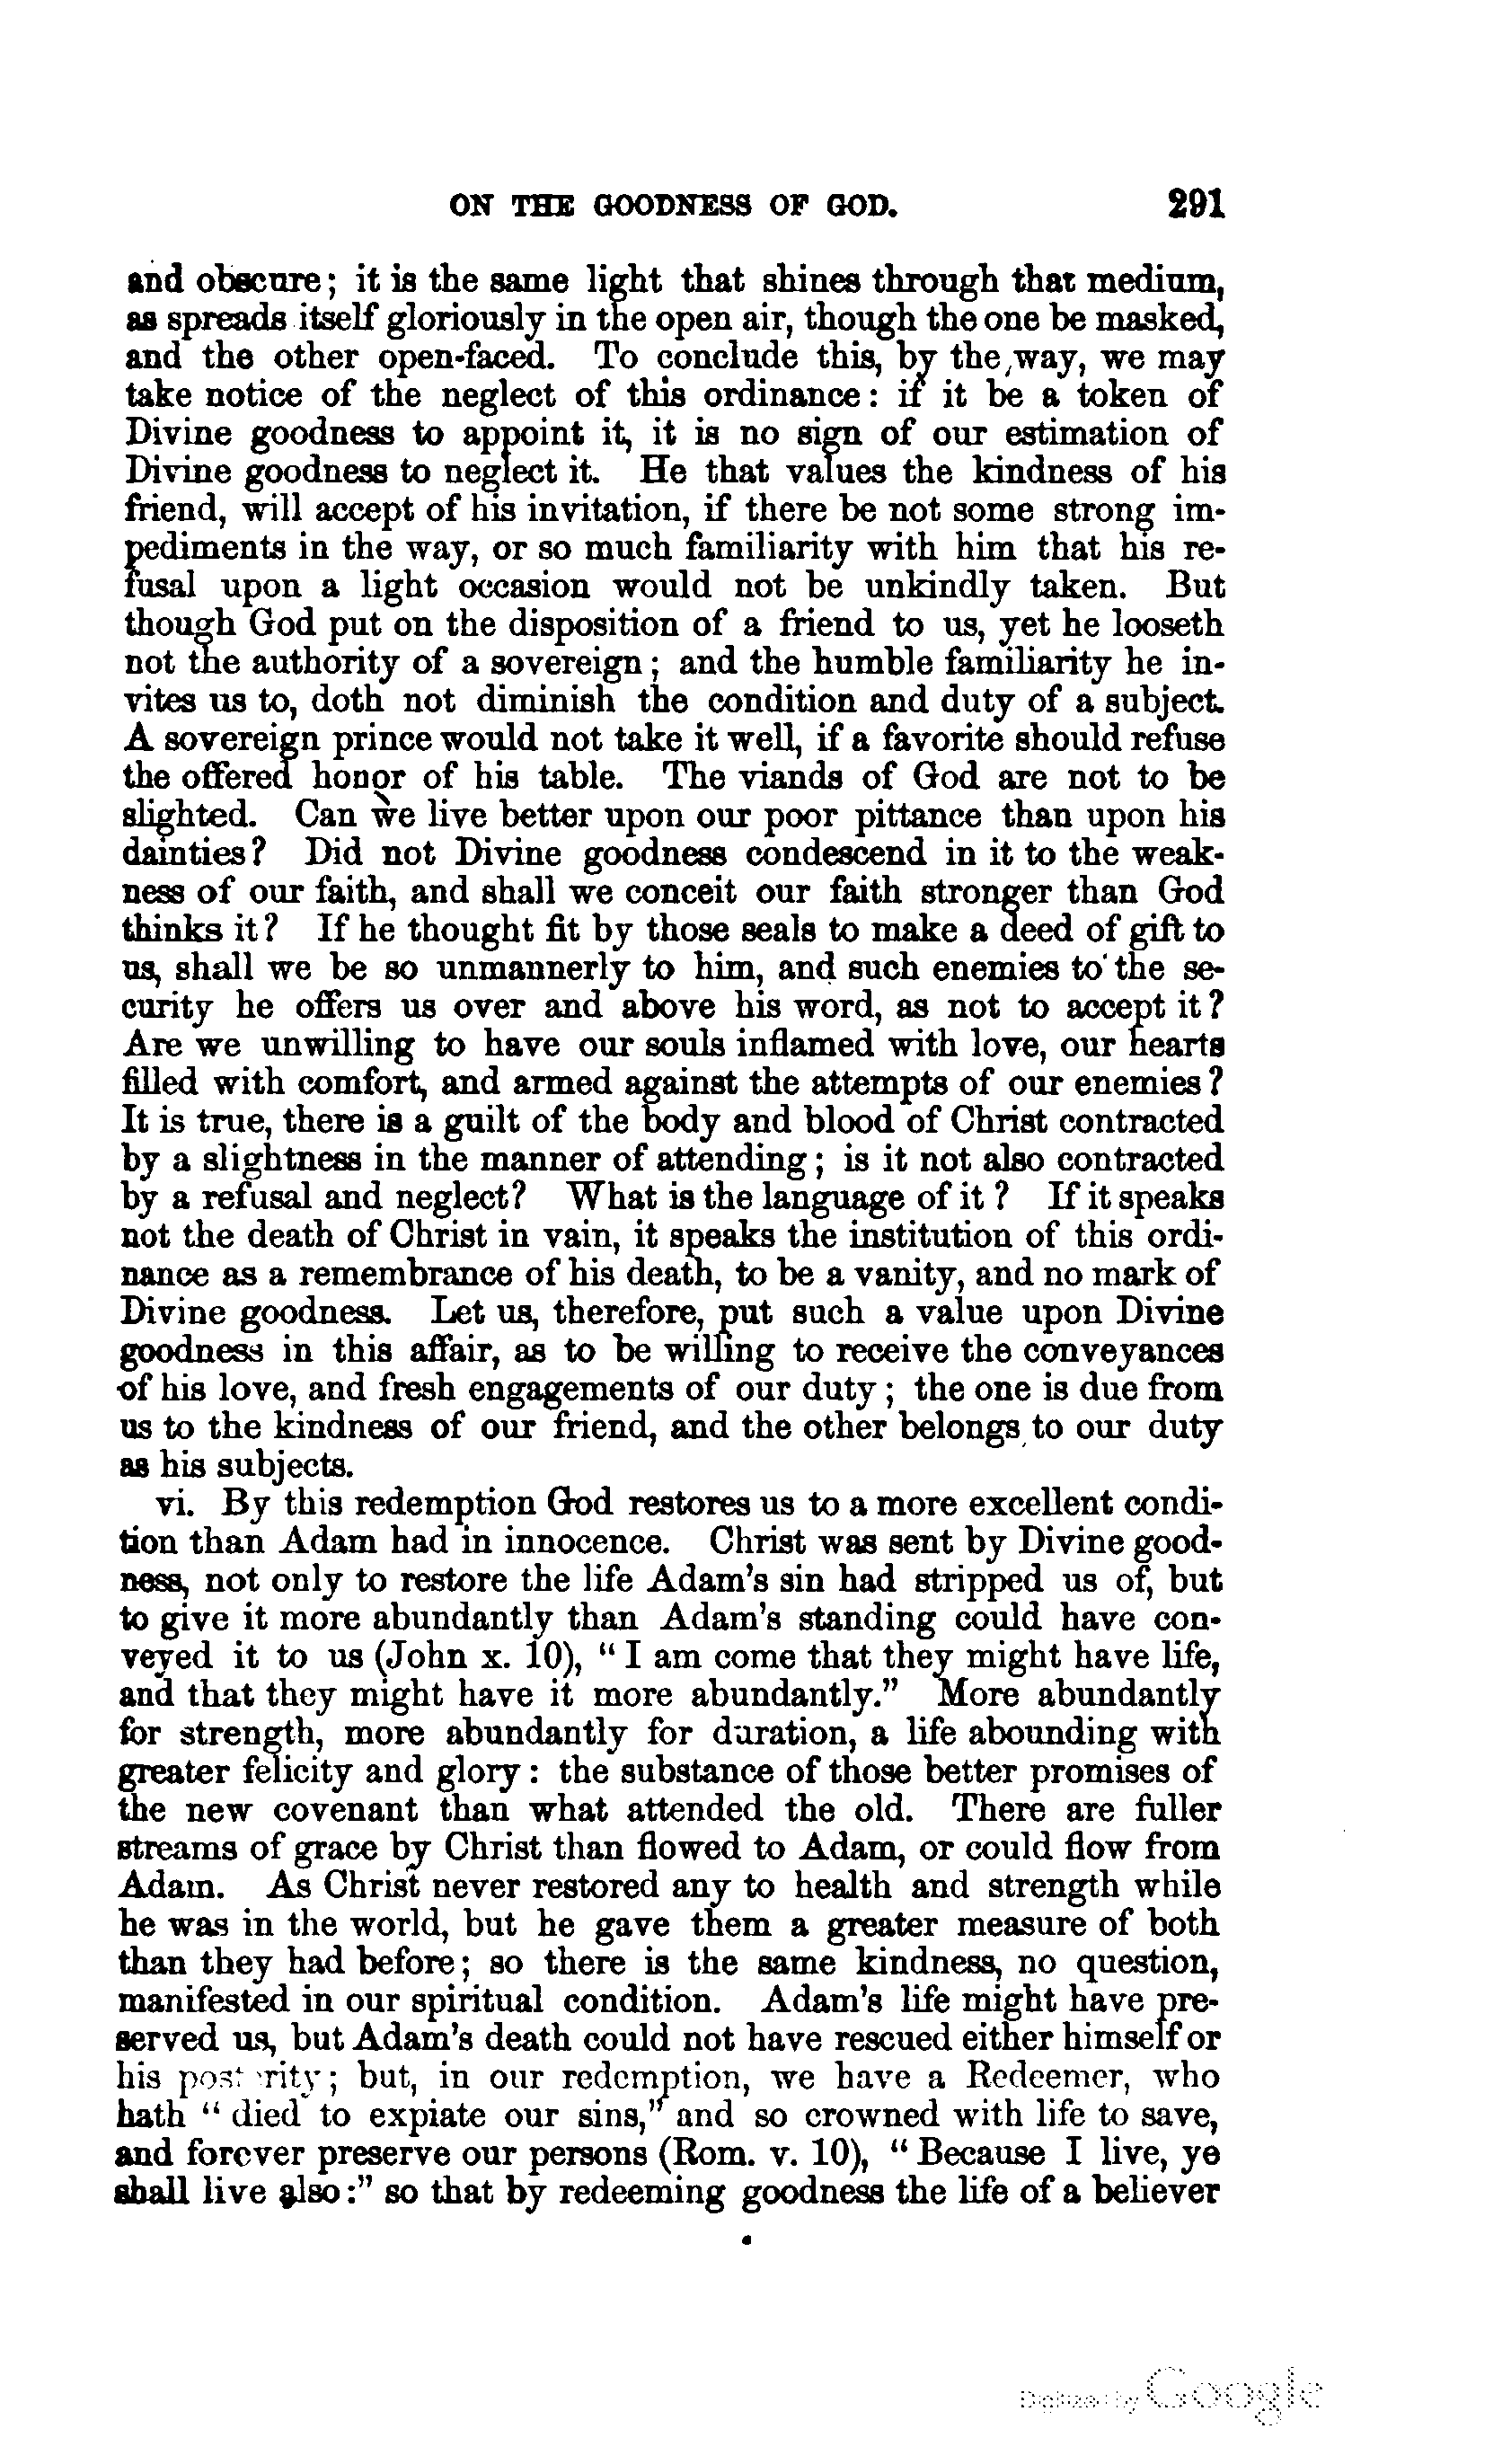 ON THE GOODNESS OF GOD. 291
and obscure; it is the same light that shines through that medium,
as spreads itself gloriously in the open air, though the one be masked,
and the other open-faced. To conclude this, by the way, we may
take notice of the neglect of this ordinance: if it be a token of
Divine goodness to appoint it, it is no sign of our estimation of
Divine goodness to neglect it. He that values the kindness of his
friend, will accept of his invitation, if there be not some strong im-
pediments in the way, or so much familiarity with him that his re-
fusal upon a light occasion would not be unkindly taken. But
though God put on the disposition of a friend to us, yet he looseth
not the authority of a sovereign; and the humble familiarity he in-
vites us to, doth not diminish the condition and duty of a subject.
A sovereign prince would not take it well, if a favorite should refuse
the offered honor of his table. The viands of God are not to be
slighted. Can we live better upon our poor pittance than upon his
dainties? Did not Divine goodness condescend in it to the weak-
ness of our faith, and shall we conceit our faith stronger than God
thinks it? If he thought fit by those seals to make a deed of gift to
us, shall we be so unmannerly to him, and such enemies to the se-
curity he offers us over and above his word, as not to accept it?
Are we unwilling to have our souls inflamed with love, our hearts
filled with comfort, and armed against the attempts of our enemies?
It is true, there is a guilt of the body and blood of Christ contracted
by a slightness in the manner of attending; is it not also contracted
by a refusal and neglect? What is the language of it? If it speaks
not the death of Christ in vain, it speaks the institution of this ordi-
nance as a remembrance of his death, to be a vanity, and no mark of
Divine goodness. Let us, therefore, put such a value upon Divine
goodness in this affair, as to be willing to receive the conveyances
of his love, and fresh engagements of our duty; the one is due from
us to the kindness of our friend, and the other belongs to our duty
as his subjects.
vi. By this redemption God restores us to a more excellent condi-
tion than Adam had in innocence. Christ was sent by Divine good-
ness, not only to restore the life Adam's sin had stripped us of, but
to give it more abundantly than Adam's standing could have con-
veyed it to us (John x. 10), "I am come that they might have life,
and that they might have it more abundantly." More abundantly
for strength, more abundantly for duration, a life abounding with
greater felicity and glory: the substance of those better promises of
the new covenant than what attended the old. There are fuller
streams of grace by Christ than flowed to Adam, or could flow from
Adam. As Christ never restored any to health and strength while
he was in the world, but he gave them a greater measure of both
than they had before; so there is the same kindness, no question,
manifested in our spiritual condition. Adam's life might have pre-
served us, but Adam's death could not have rescued either himself or
his posterity; but, in our redemption, we have a Redeemer, who
hath "died to expiate our sins," and so crowned with life to save,
and forever preserve our persons (Rom. v. 10), "Because I live, ye
shall live also:" so that by redeeming goodness the life of a believer
Digitized by Google